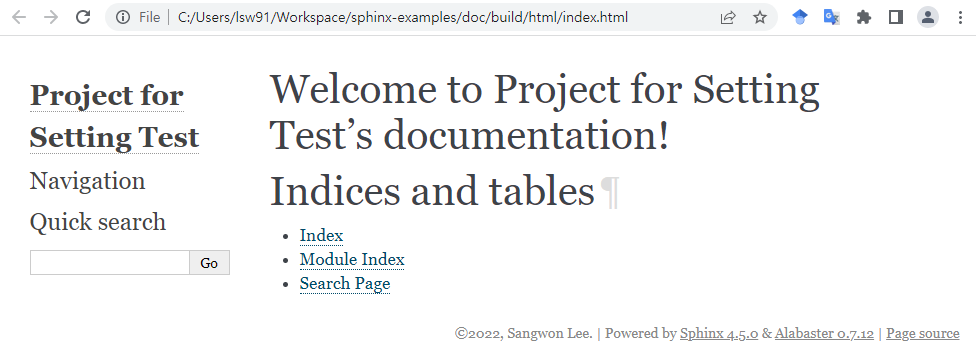 File | C:/Users/lsw91/Workspace/sphinx-examples/doc/build/html/index.html
Project for
Setting Test
Navigation
Quick search
Go
Welcome to Project for Setting
Test’s documentation!
Indices and tables¶
• Index
• Module Index
• Search Page
©2022, Sangwon Lee. | Powered by Sphinx 4.5.0 & Alabaster 0.7.12 | Page source